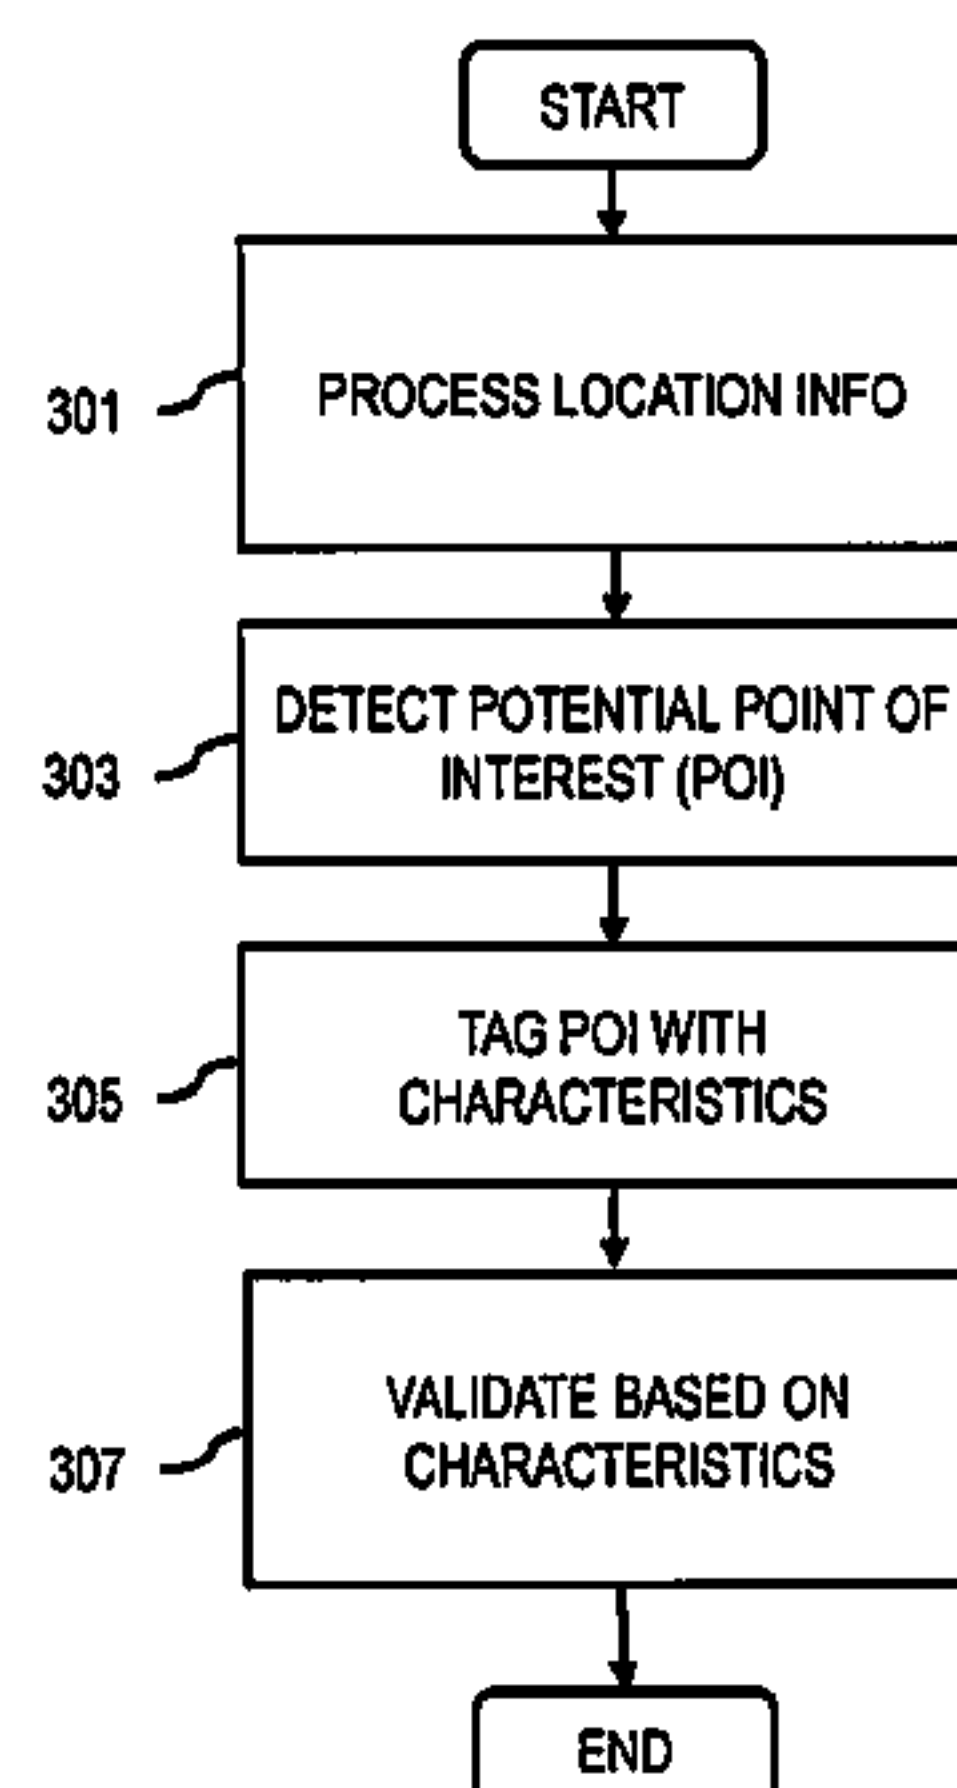 START
301
PROCESS LOCATION INFO
303
DETECT POTENTIAL POINT OF
INTEREST (POI)
305
TAG POI WITH
CHARACTERISTICS
307
VALIDATE BASED ON
CHARACTERISTICS
END